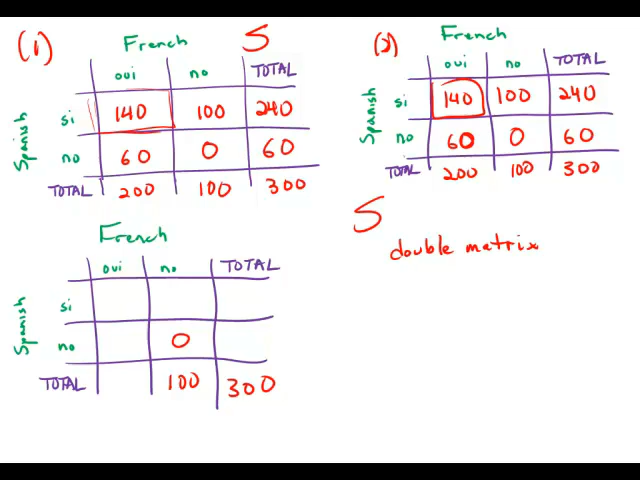 (1) French S
oui no TOTAL
Spanish
si 140 100 240
no 60 0 60
TOTAL 200 100 300
(2) French
oui no TOTAL
Spanish
si 140 100 240
no 60 0 60
TOTAL 200 100 300
S
double matrix
French
oui no TOTAL
Spanish
si
no 0
TOTAL 100 300